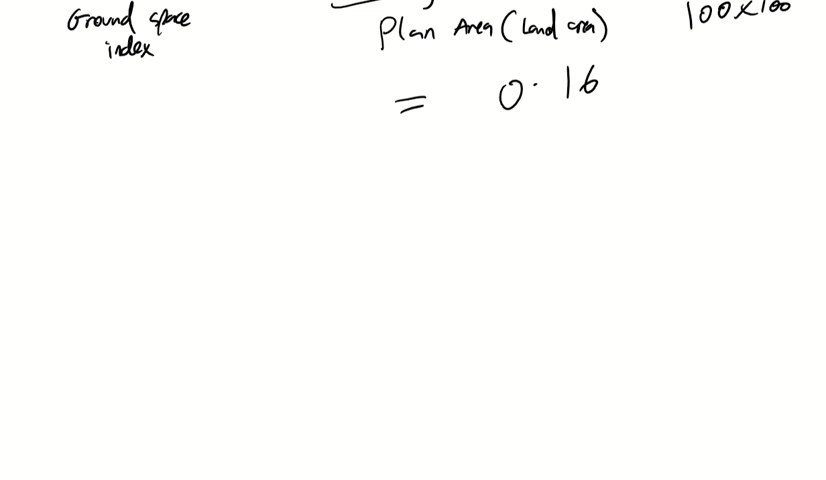 Ground space
index
Plan Area (Land area)
100x100
= 0.16